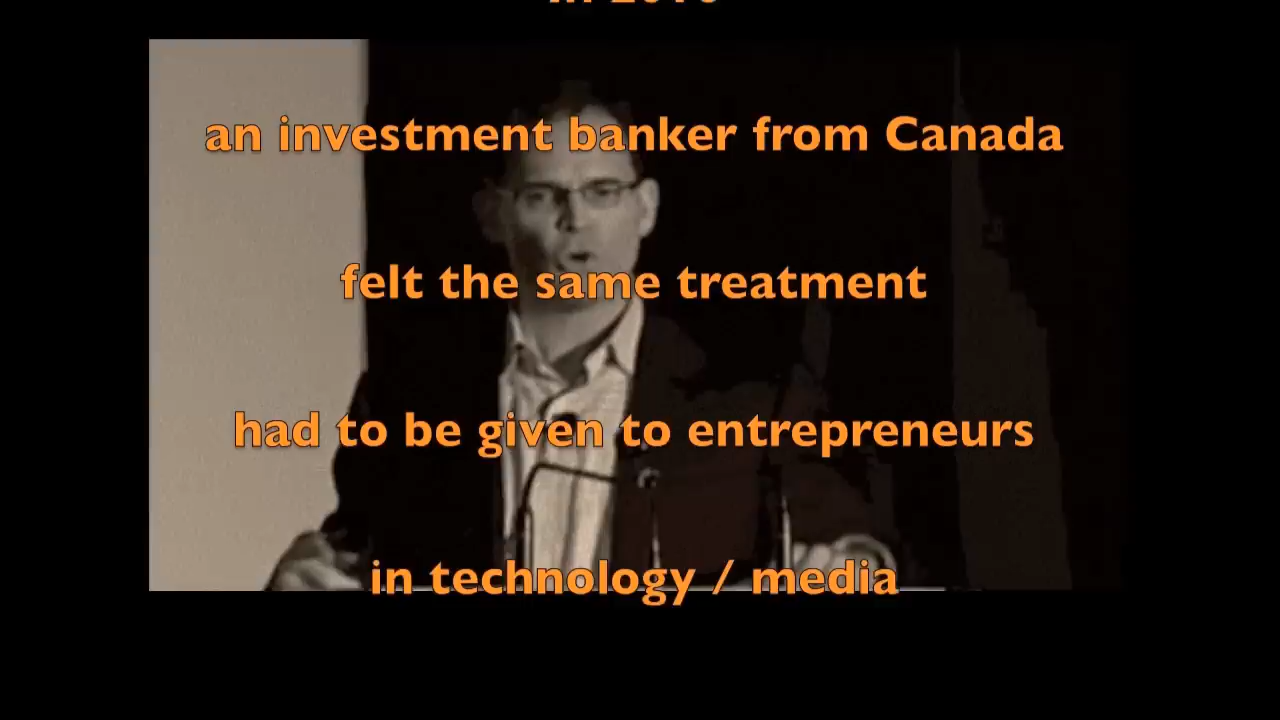 an investment banker from Canada
felt the same treatment
had to be given to entrepreneurs
in technology / media